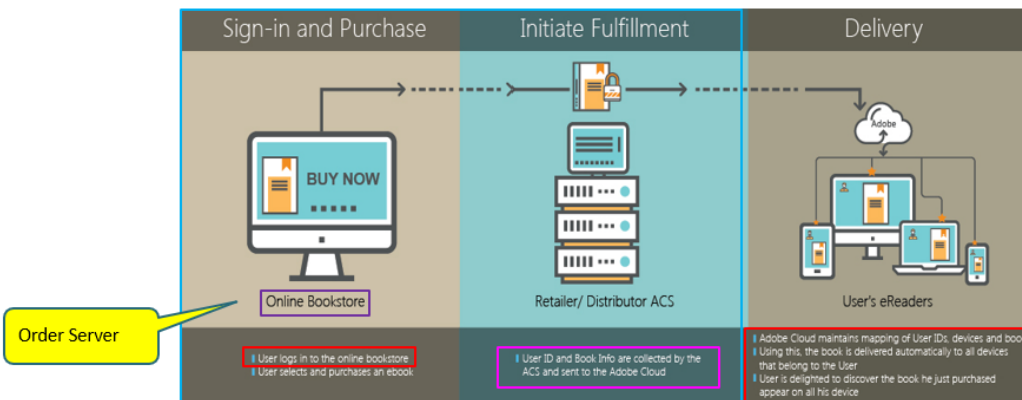 Sign-in and Purchase
Initiate Fulfillment
Delivery
Adobe
BUY NOW
Online Bookstore
Retailer/ Distributor ACS
User's eReaders
Order Server
User logs in to the online bookstore
User selects and purchases an ebook
User ID and Book Info are collected by the
ACS and sent to the Adobe Cloud
Adobe Cloud maintains mapping of User IDs, devices and boo
Using this, the book is delivered automatically to all devices
that belong to the User
User is delighted to discover the book he just purchased
appear on all his device